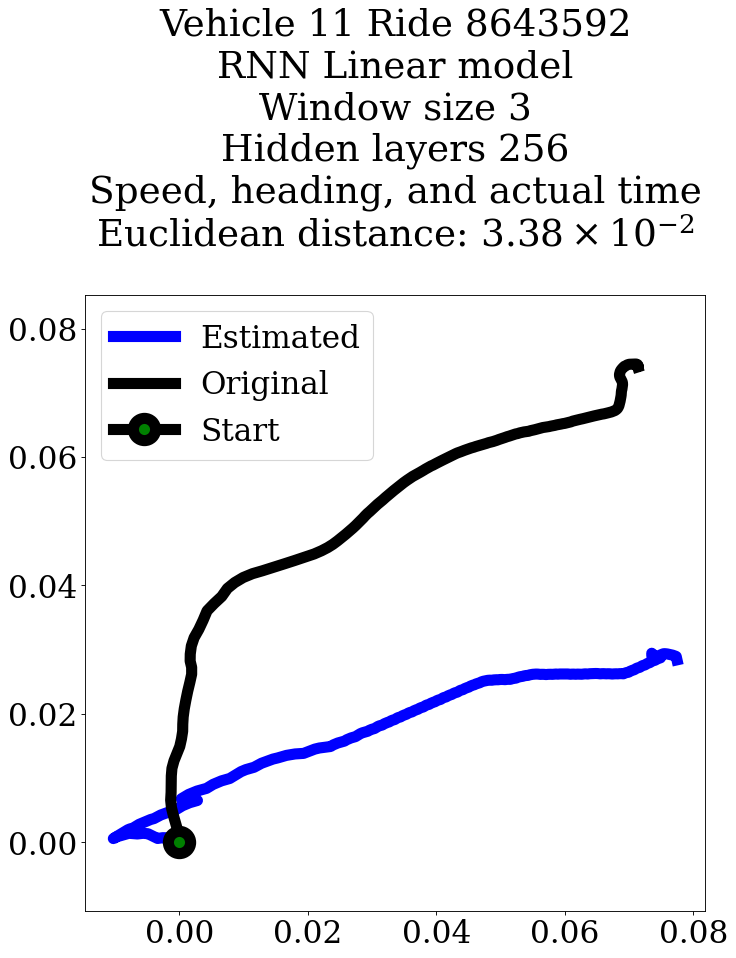 Vehicle 11 Ride 8643592
RNN Linear model
Window size 3
Hidden layers 256
Speed, heading, and actual time
Euclidean distance: 3.38 × 10⁻²
Estimated
Original
Start
0.08
0.06
0.04
0.02
0.00
0.00 0.02 0.04 0.06 0.08